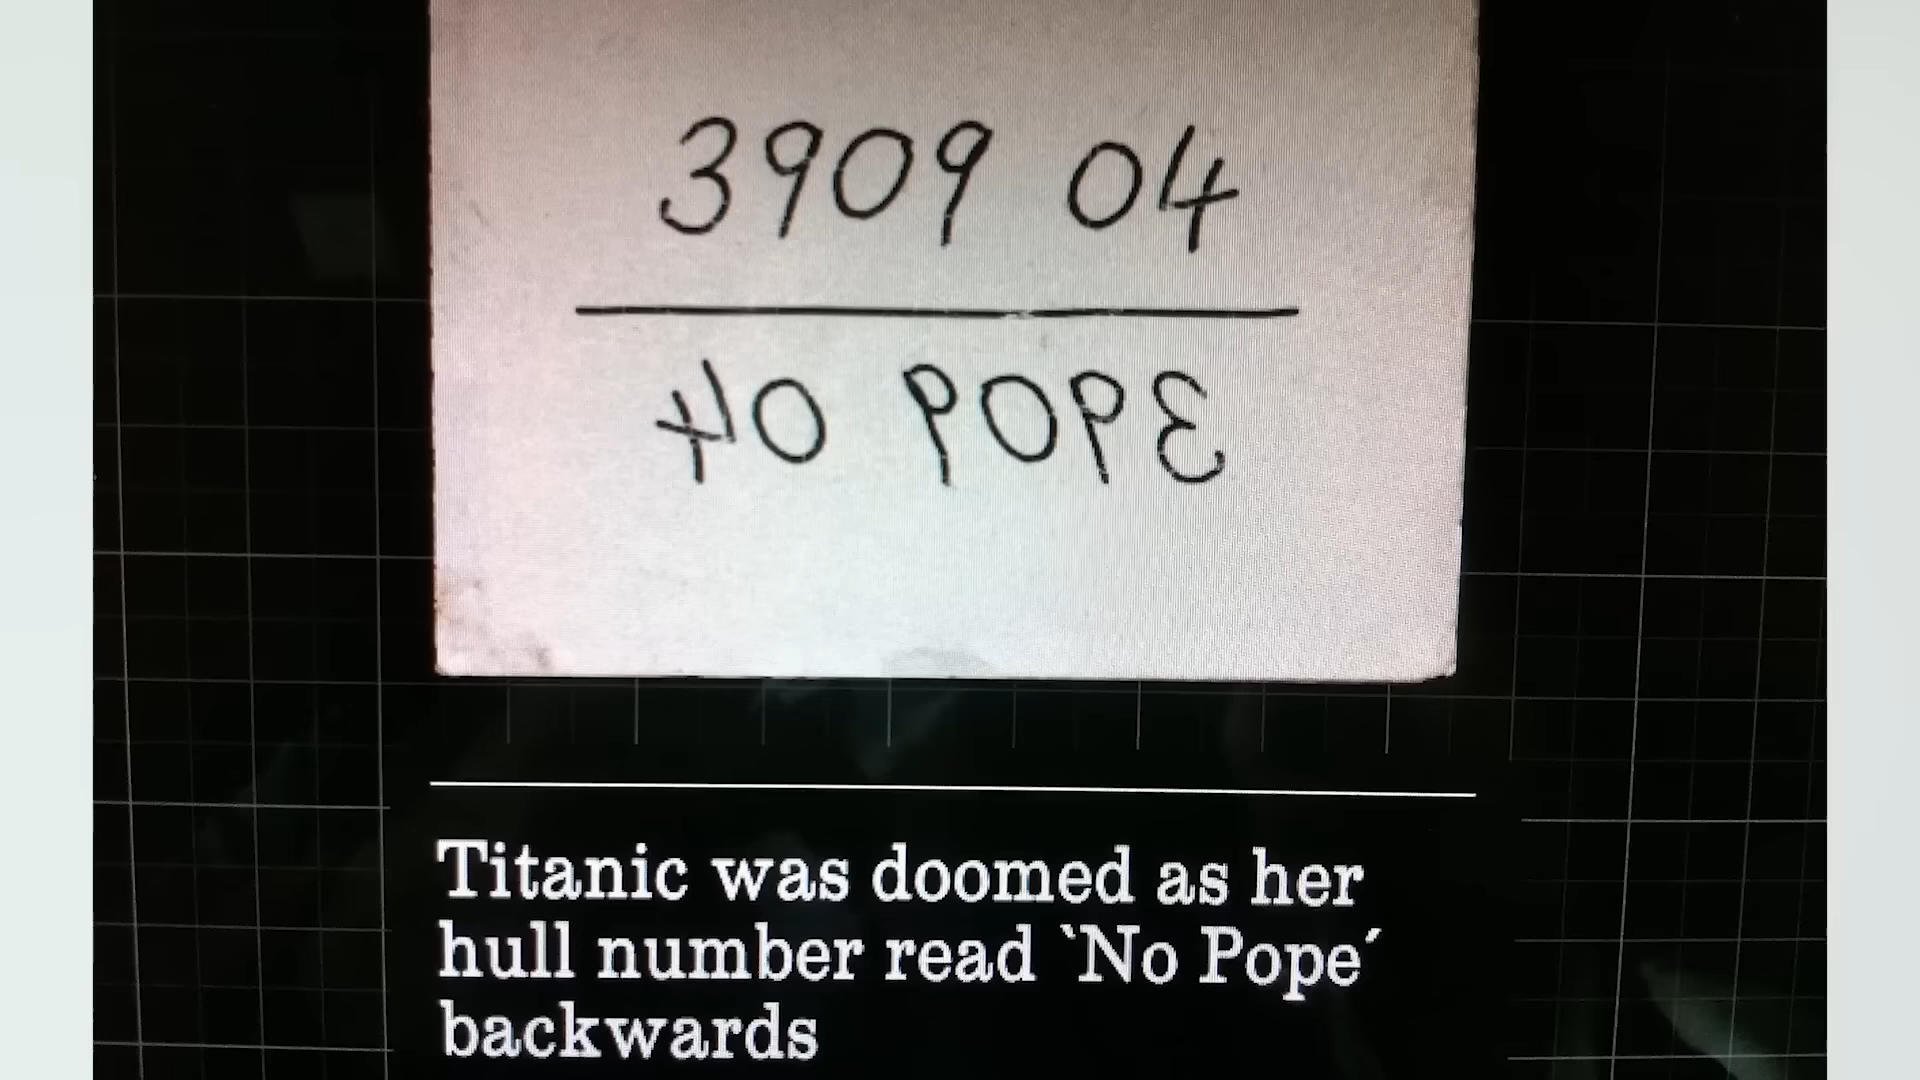 3909 04
NO POPE
Titanic was doomed as her
hull number read `No Pope´
backwards